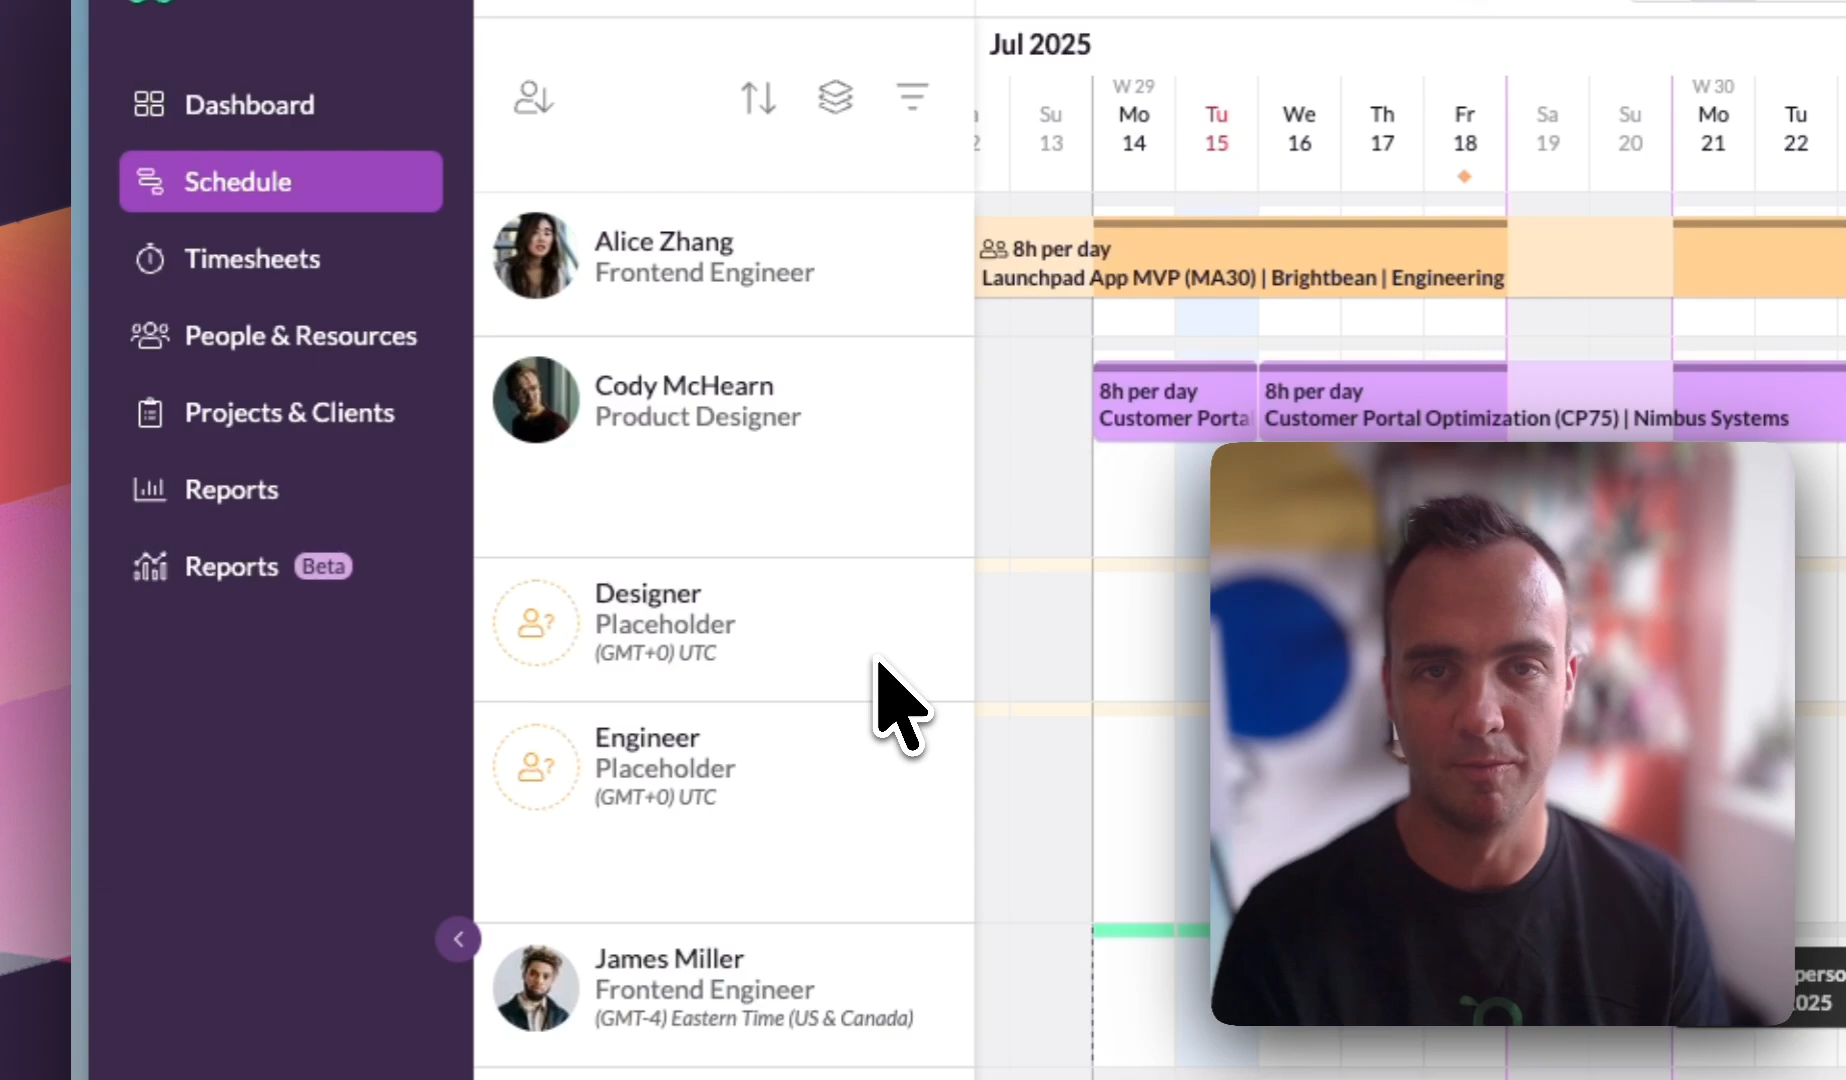 Dashboard
Schedule
Timesheets
People & Resources
Projects & Clients
Reports
Reports Beta
Jul 2025
W 29
W 30
Su
Mo
Tu
We
Th
Fr
Sa
Su
Mo
Tu
2
13
14
15
16
17
18
19
20
21
22
Alice Zhang
Frontend Engineer
8h per day
Launchpad App MVP (MA30) | Brightbean | Engineering
Cody McHearn
Product Designer
8h per day
Customer Porta
8h per day
Customer Portal Optimization (CP75) | Nimbus Systems
Designer
Placeholder
(GMT+0) UTC
Engineer
Placeholder
(GMT+0) UTC
James Miller
Frontend Engineer
(GMT-4) Eastern Time (US & Canada)
perso
025